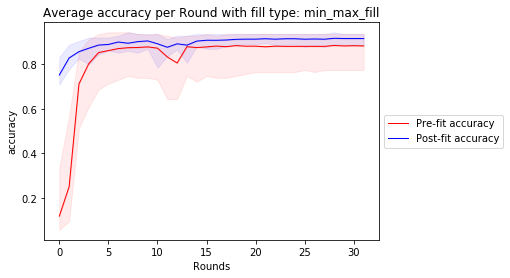 Average accuracy per Round with fill type: min_max_fill
accuracy
0.8
0.6
0.4
0.2
0 5 10 15 20 25 30
Rounds
Pre-fit accuracy
Post-fit accuracy